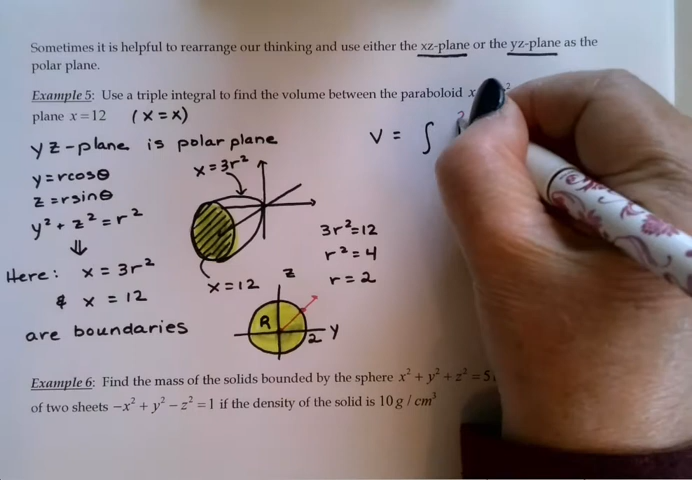 Sometimes it is helpful to rearrange our thinking and use either the xz-plane or the yz-plane as the
polar plane.
Example 5: Use a triple integral to find the volume between the paraboloid x
plane x = 12 (x = x)
yz-plane is polar plane
y = rcosθ
z = rsinθ
y² + z² = r²
⇓
Here: x = 3r²
& x = 12
are boundaries
x = 3r²
x = 12
3r² = 12
r² = 4
r = 2
z
R
2 y
V = ∫
Example 6: Find the mass of the solids bounded by the sphere x² + y² + z² = 5
of two sheets −x² + y² − z² = 1 if the density of the solid is 10 g / cm³